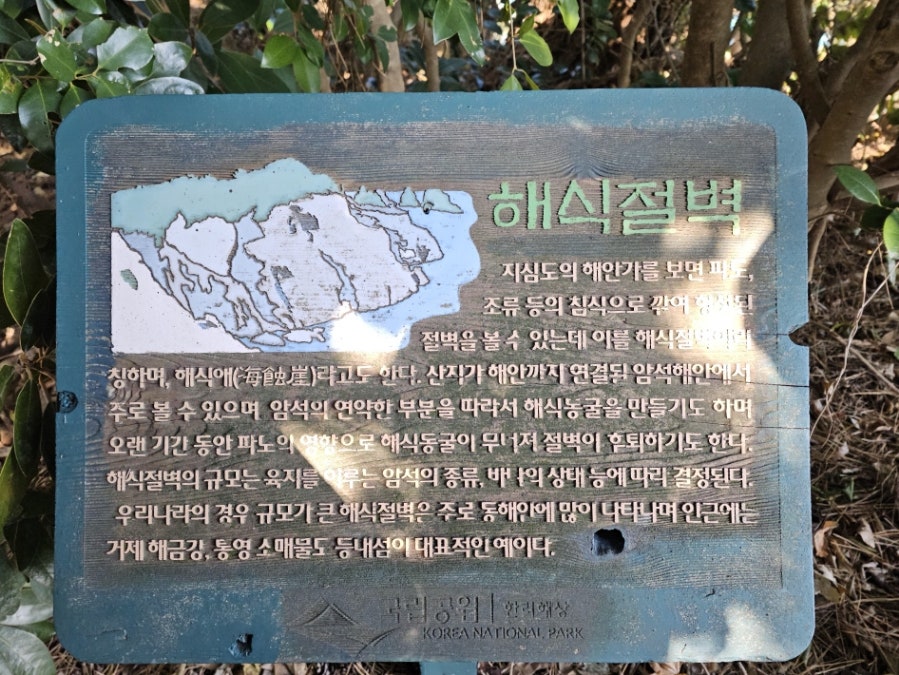 해식절벽
지심도의 해안가를 보면 파도,
조류 등의 침식으로 깎여 형성된
절벽을 볼 수 있는데 이를 해식절벽이라
칭하며, 해식애(海蝕崖)라고도 한다. 산지가 해안까지 연결된 암석해안에서
주로 볼 수 있으며 암석의 연약한 부분을 따라서 해식동굴을 만들기도 하며
오랜 기간 동안 파도의 영향으로 해식동굴이 무너져 절벽이 후퇴하기도 한다.
해식절벽의 규모는 육지를 이루는 암석의 종류, 바다의 상태 등에 따라 결정된다.
우리나라의 경우 규모가 큰 해식절벽은 주로 동해안에 많이 나타나며 인근에는
거제 해금강, 통영 소매물도 등대섬이 대표적인 예이다.
국립공원 | 한려해상
KOREA NATIONAL PARK